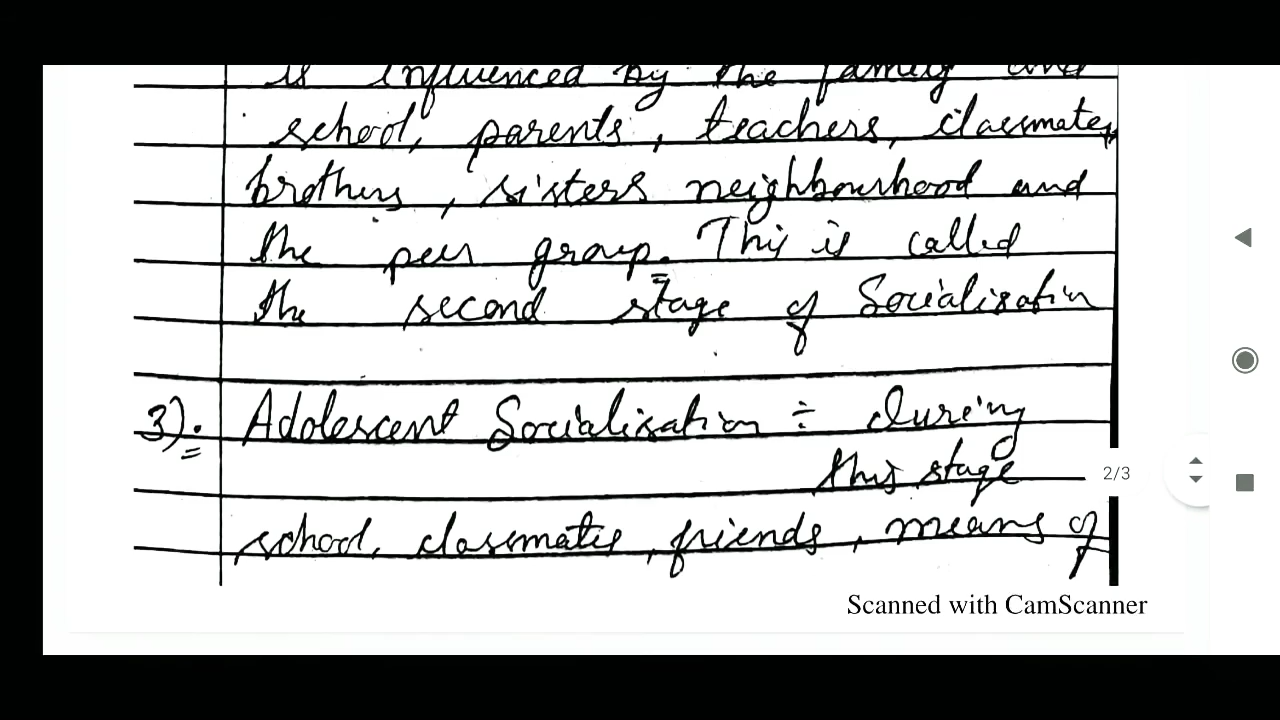 is influenced by the family and
school, parents, teachers, classmates,
brothers, sisters neighbourhood and
the peer group. This is called
the second stage of Socialisation
3): Adolescent Socialisation ÷ during
this stage
2/3
school, classmates, friends, means of
Scanned with CamScanner